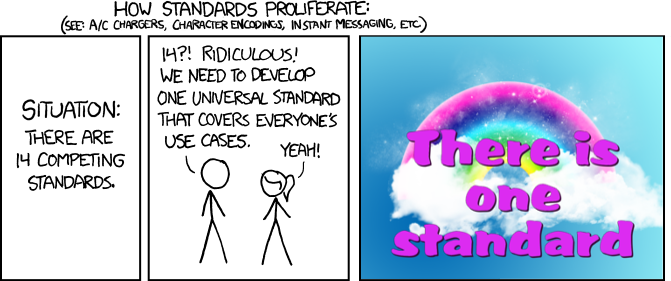 HOW STANDARDS PROLIFERATE:
(SEE: A/C CHARGERS, CHARACTER ENCODINGS, INSTANT MESSAGING, ETC.)
SITUATION:
THERE ARE
14 COMPETING
STANDARDS.
14?! RIDICULOUS!
WE NEED TO DEVELOP
ONE UNIVERSAL STANDARD
THAT COVERS EVERYONE'S
USE CASES.
YEAH!
There is
one
standard